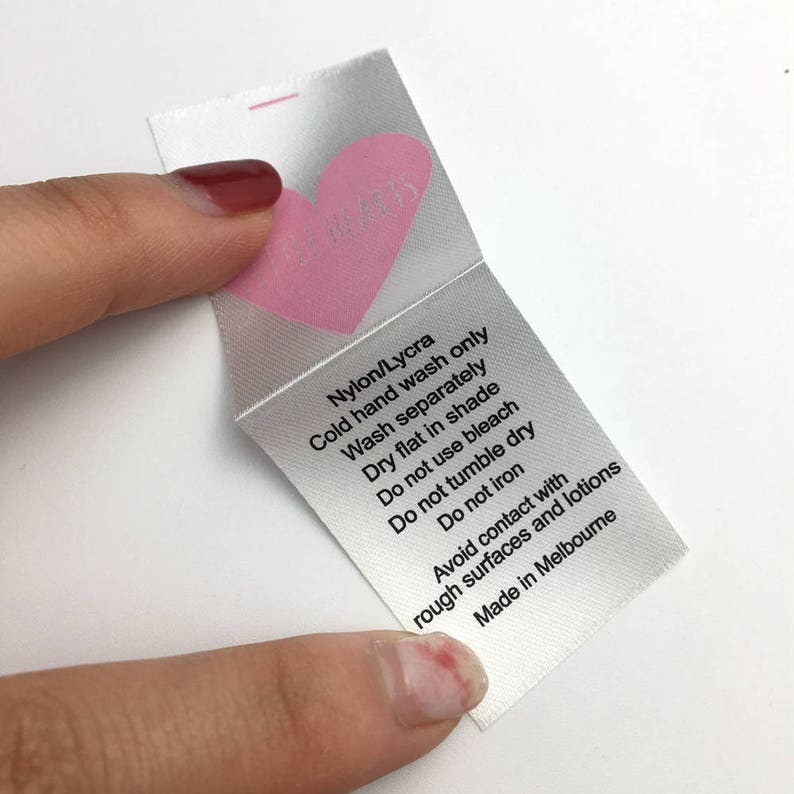 HEARTS
Nylon/Lycra
Cold hand wash only
Wash separately
Dry flat in shade
Do not use bleach
Do not tumble dry
Do not iron
Avoid contact with
rough surfaces and lotions
Made in Melbourne